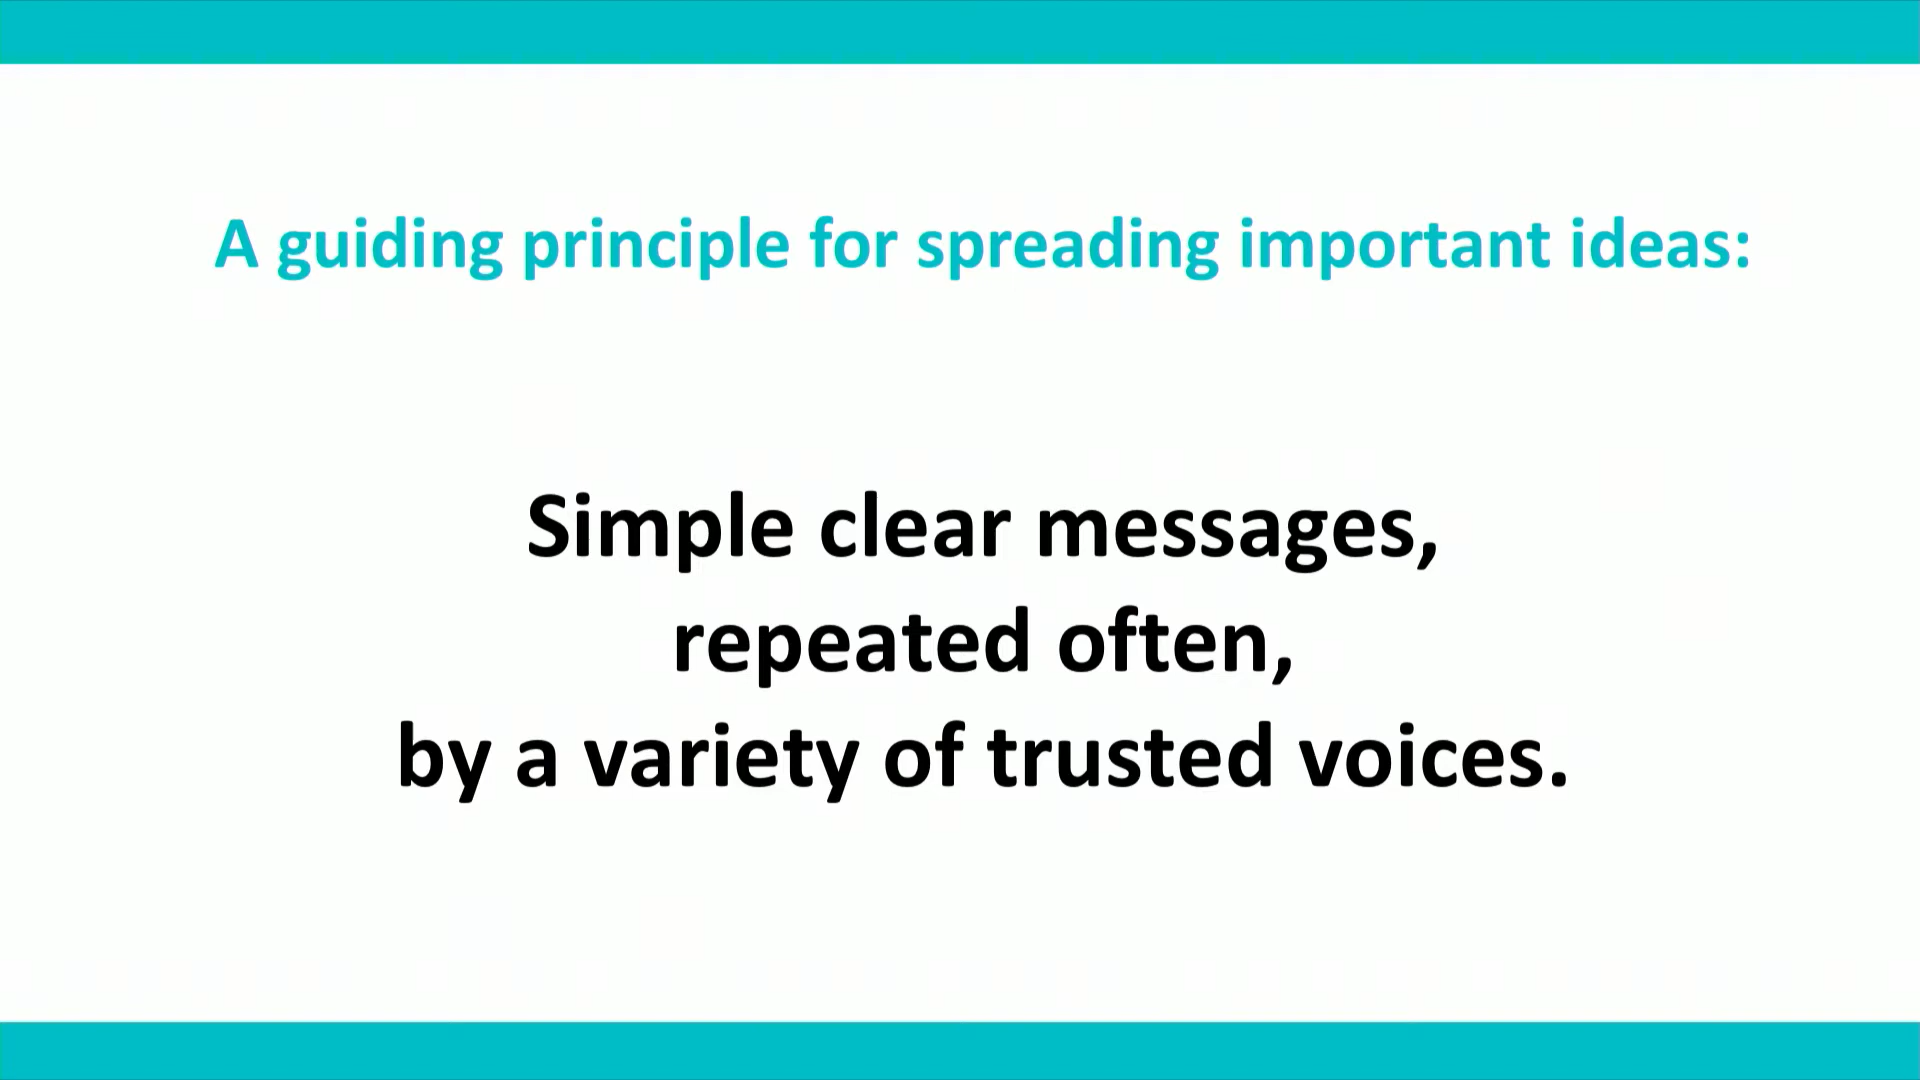 A guiding principle for spreading important ideas:
Simple clear messages,
repeated often,
by a variety of trusted voices.